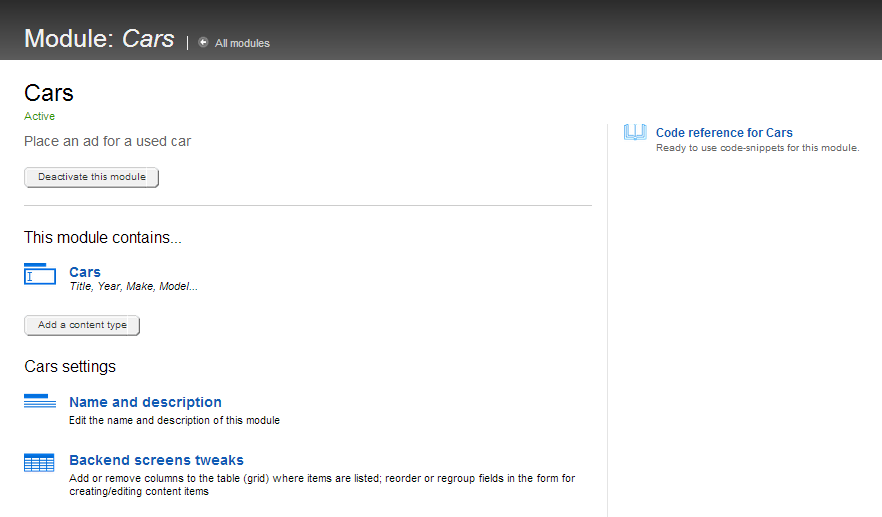 Module: Cars | All modules
Cars
Active
Place an ad for a used car
Deactivate this module
This module contains...
Cars
Title, Year, Make, Model...
Add a content type
Cars settings
Name and description
Edit the name and description of this module
Backend screens tweaks
Add or remove columns to the table (grid) where items are listed; reorder or regroup fields in the form for
creating/editing content items
Code reference for Cars
Ready to use code-snippets for this module.